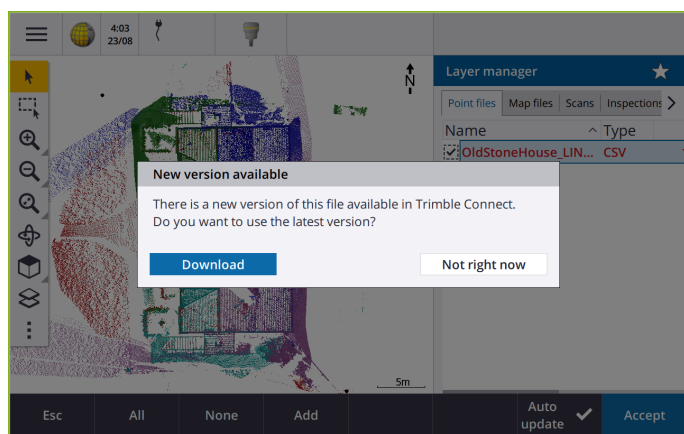 4:03
23/08
N
Layer manager
Point files
Map files
Scans
Inspections
Name
Type
OldStoneHouse_LIN...
CSV
New version available
There is a new version of this file available in Trimble Connect.
Do you want to use the latest version?
Download
Not right now
5m
Esc
All
None
Add
Auto
update
Accept